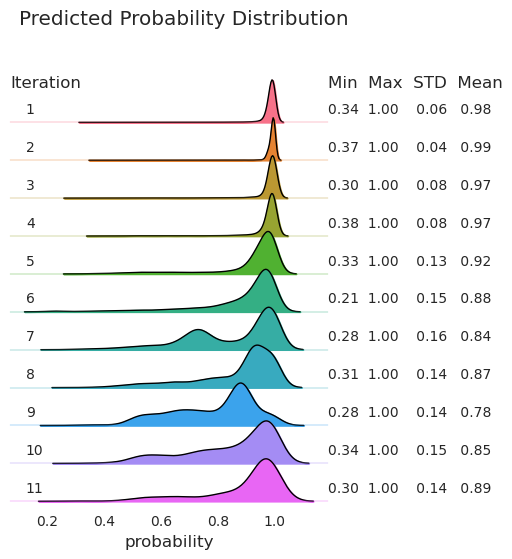 Predicted Probability Distribution
Iteration Min Max STD Mean
1 0.34 1.00 0.06 0.98
2 0.37 1.00 0.04 0.99
3 0.30 1.00 0.08 0.97
4 0.38 1.00 0.08 0.97
5 0.33 1.00 0.13 0.92
6 0.21 1.00 0.15 0.88
7 0.28 1.00 0.16 0.84
8 0.31 1.00 0.14 0.87
9 0.28 1.00 0.14 0.78
10 0.34 1.00 0.15 0.85
11 0.30 1.00 0.14 0.89
0.2 0.4 0.6 0.8 1.0
probability